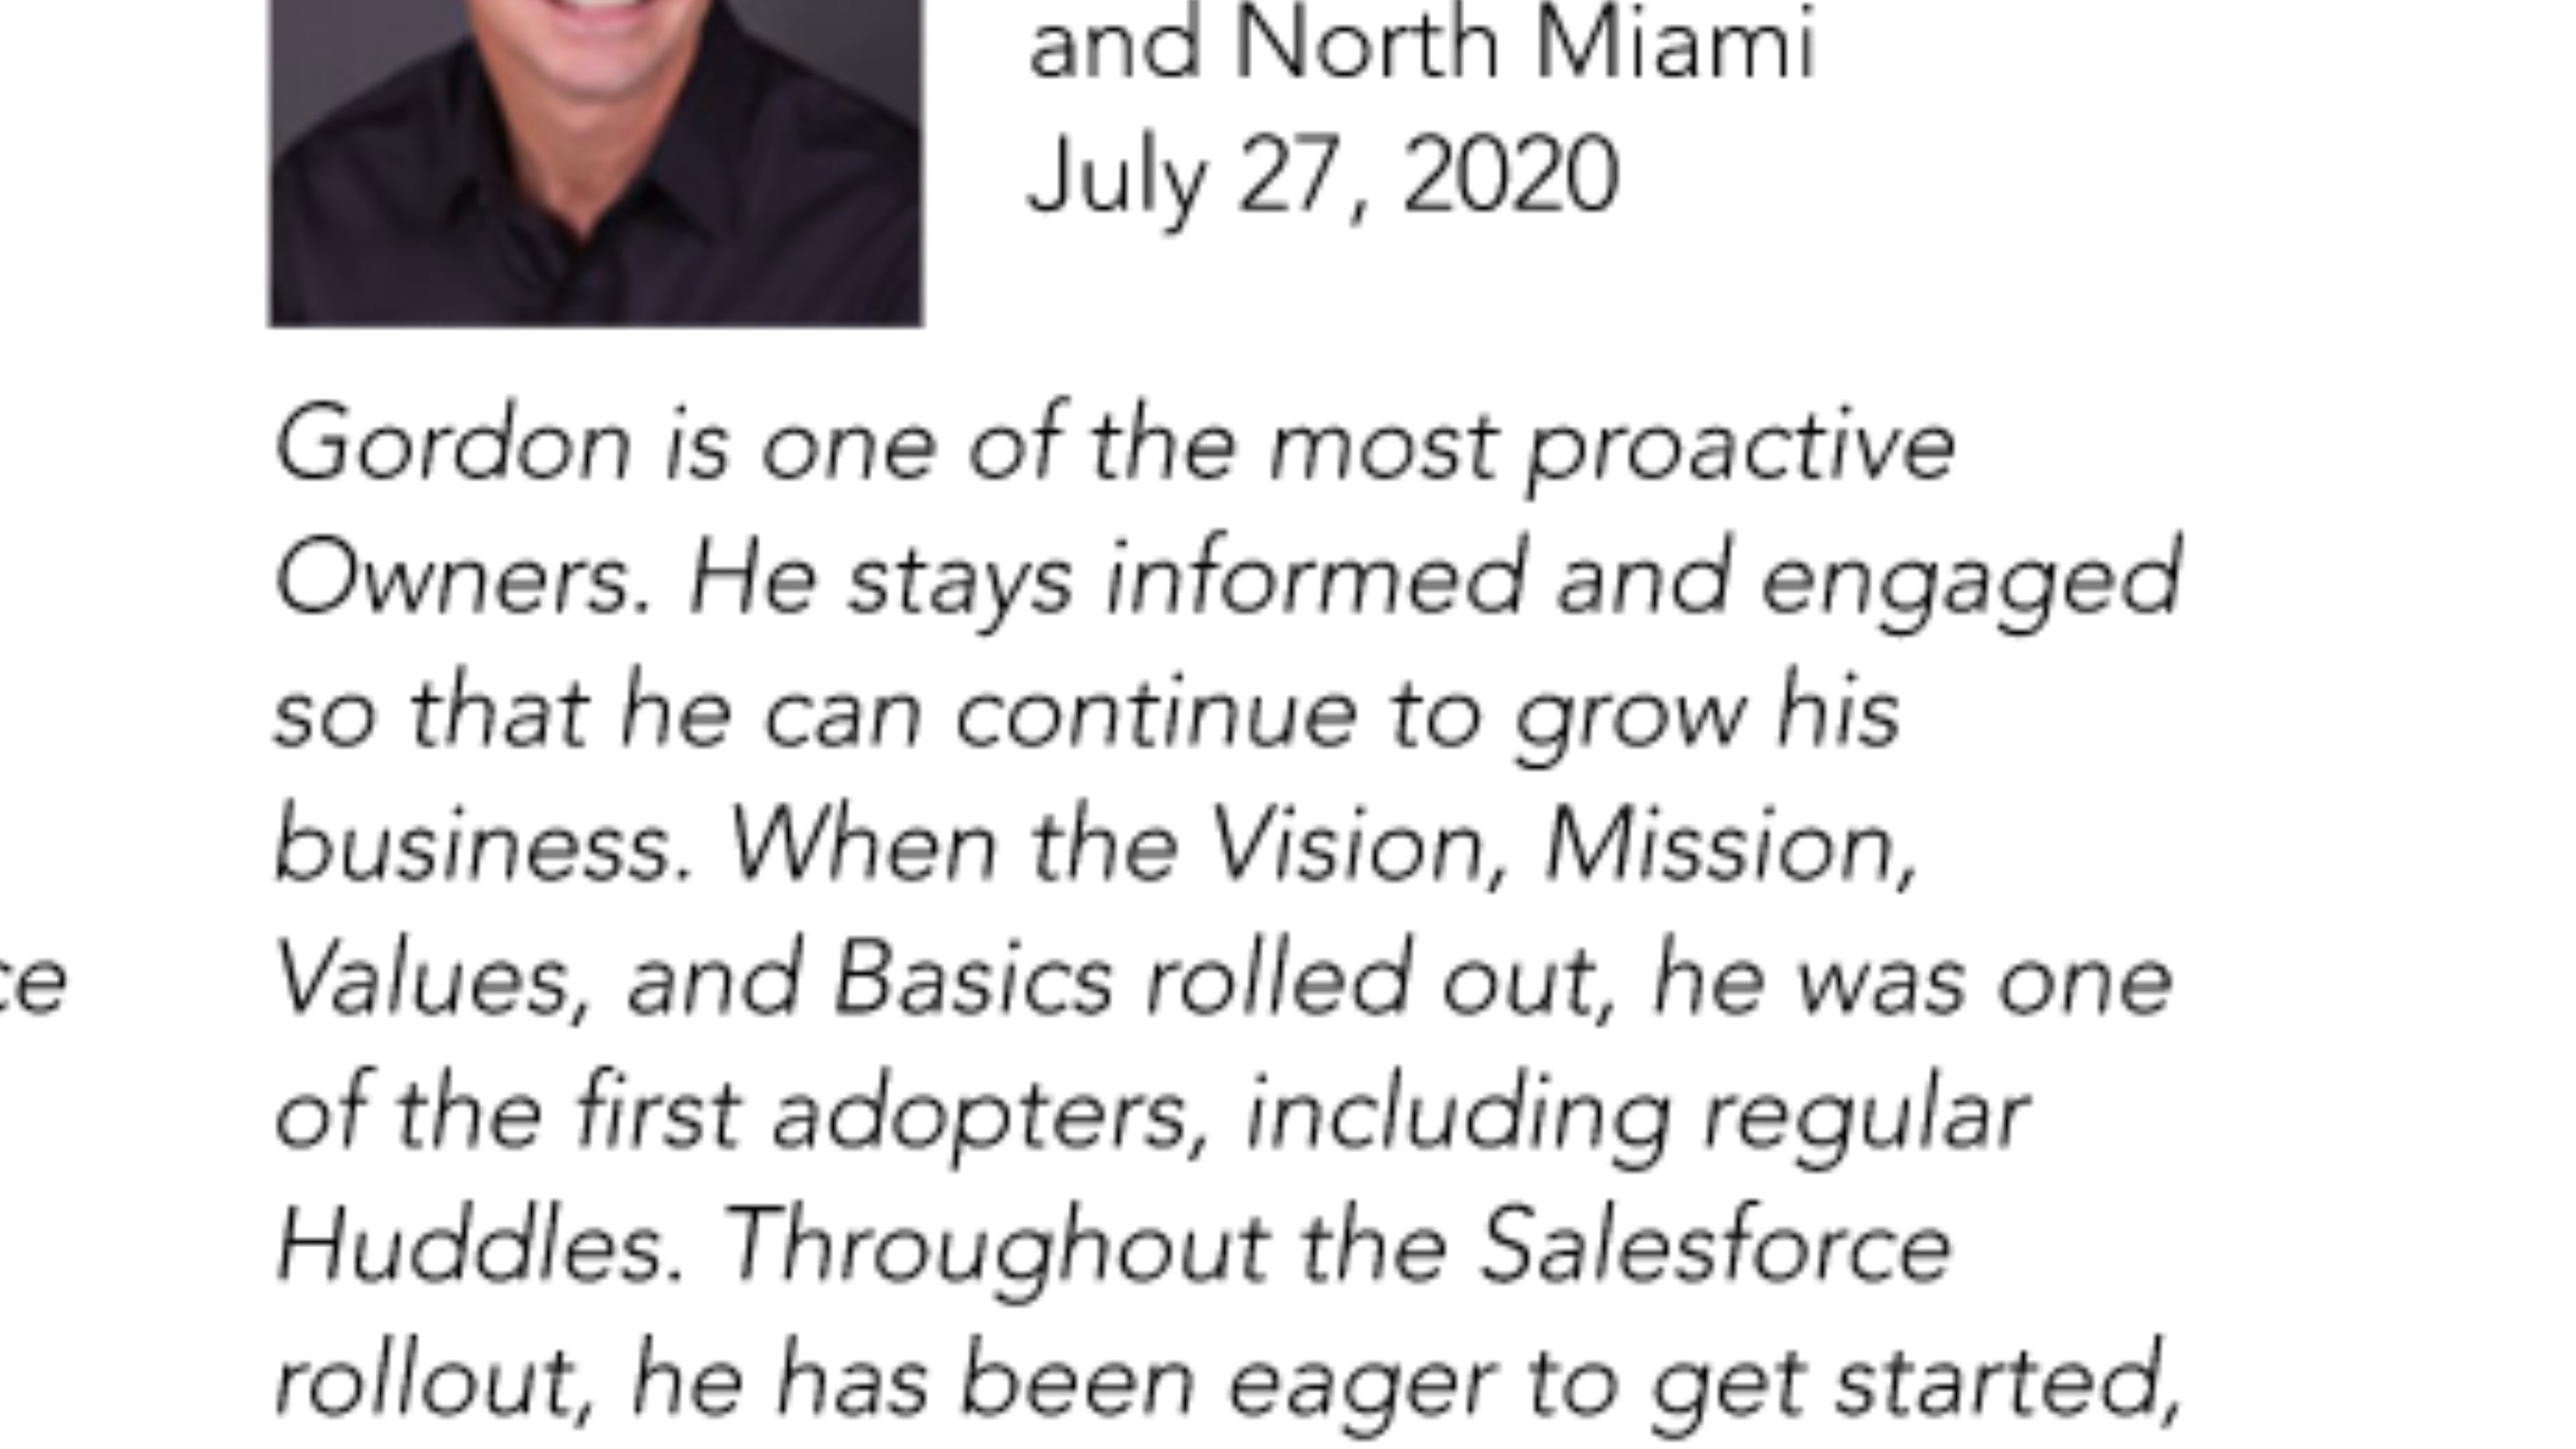 and North Miami
July 27, 2020
Gordon is one of the most proactive
Owners. He stays informed and engaged
so that he can continue to grow his
business. When the Vision, Mission,
Values, and Basics rolled out, he was one
of the first adopters, including regular
Huddles. Throughout the Salesforce
rollout, he has been eager to get started,